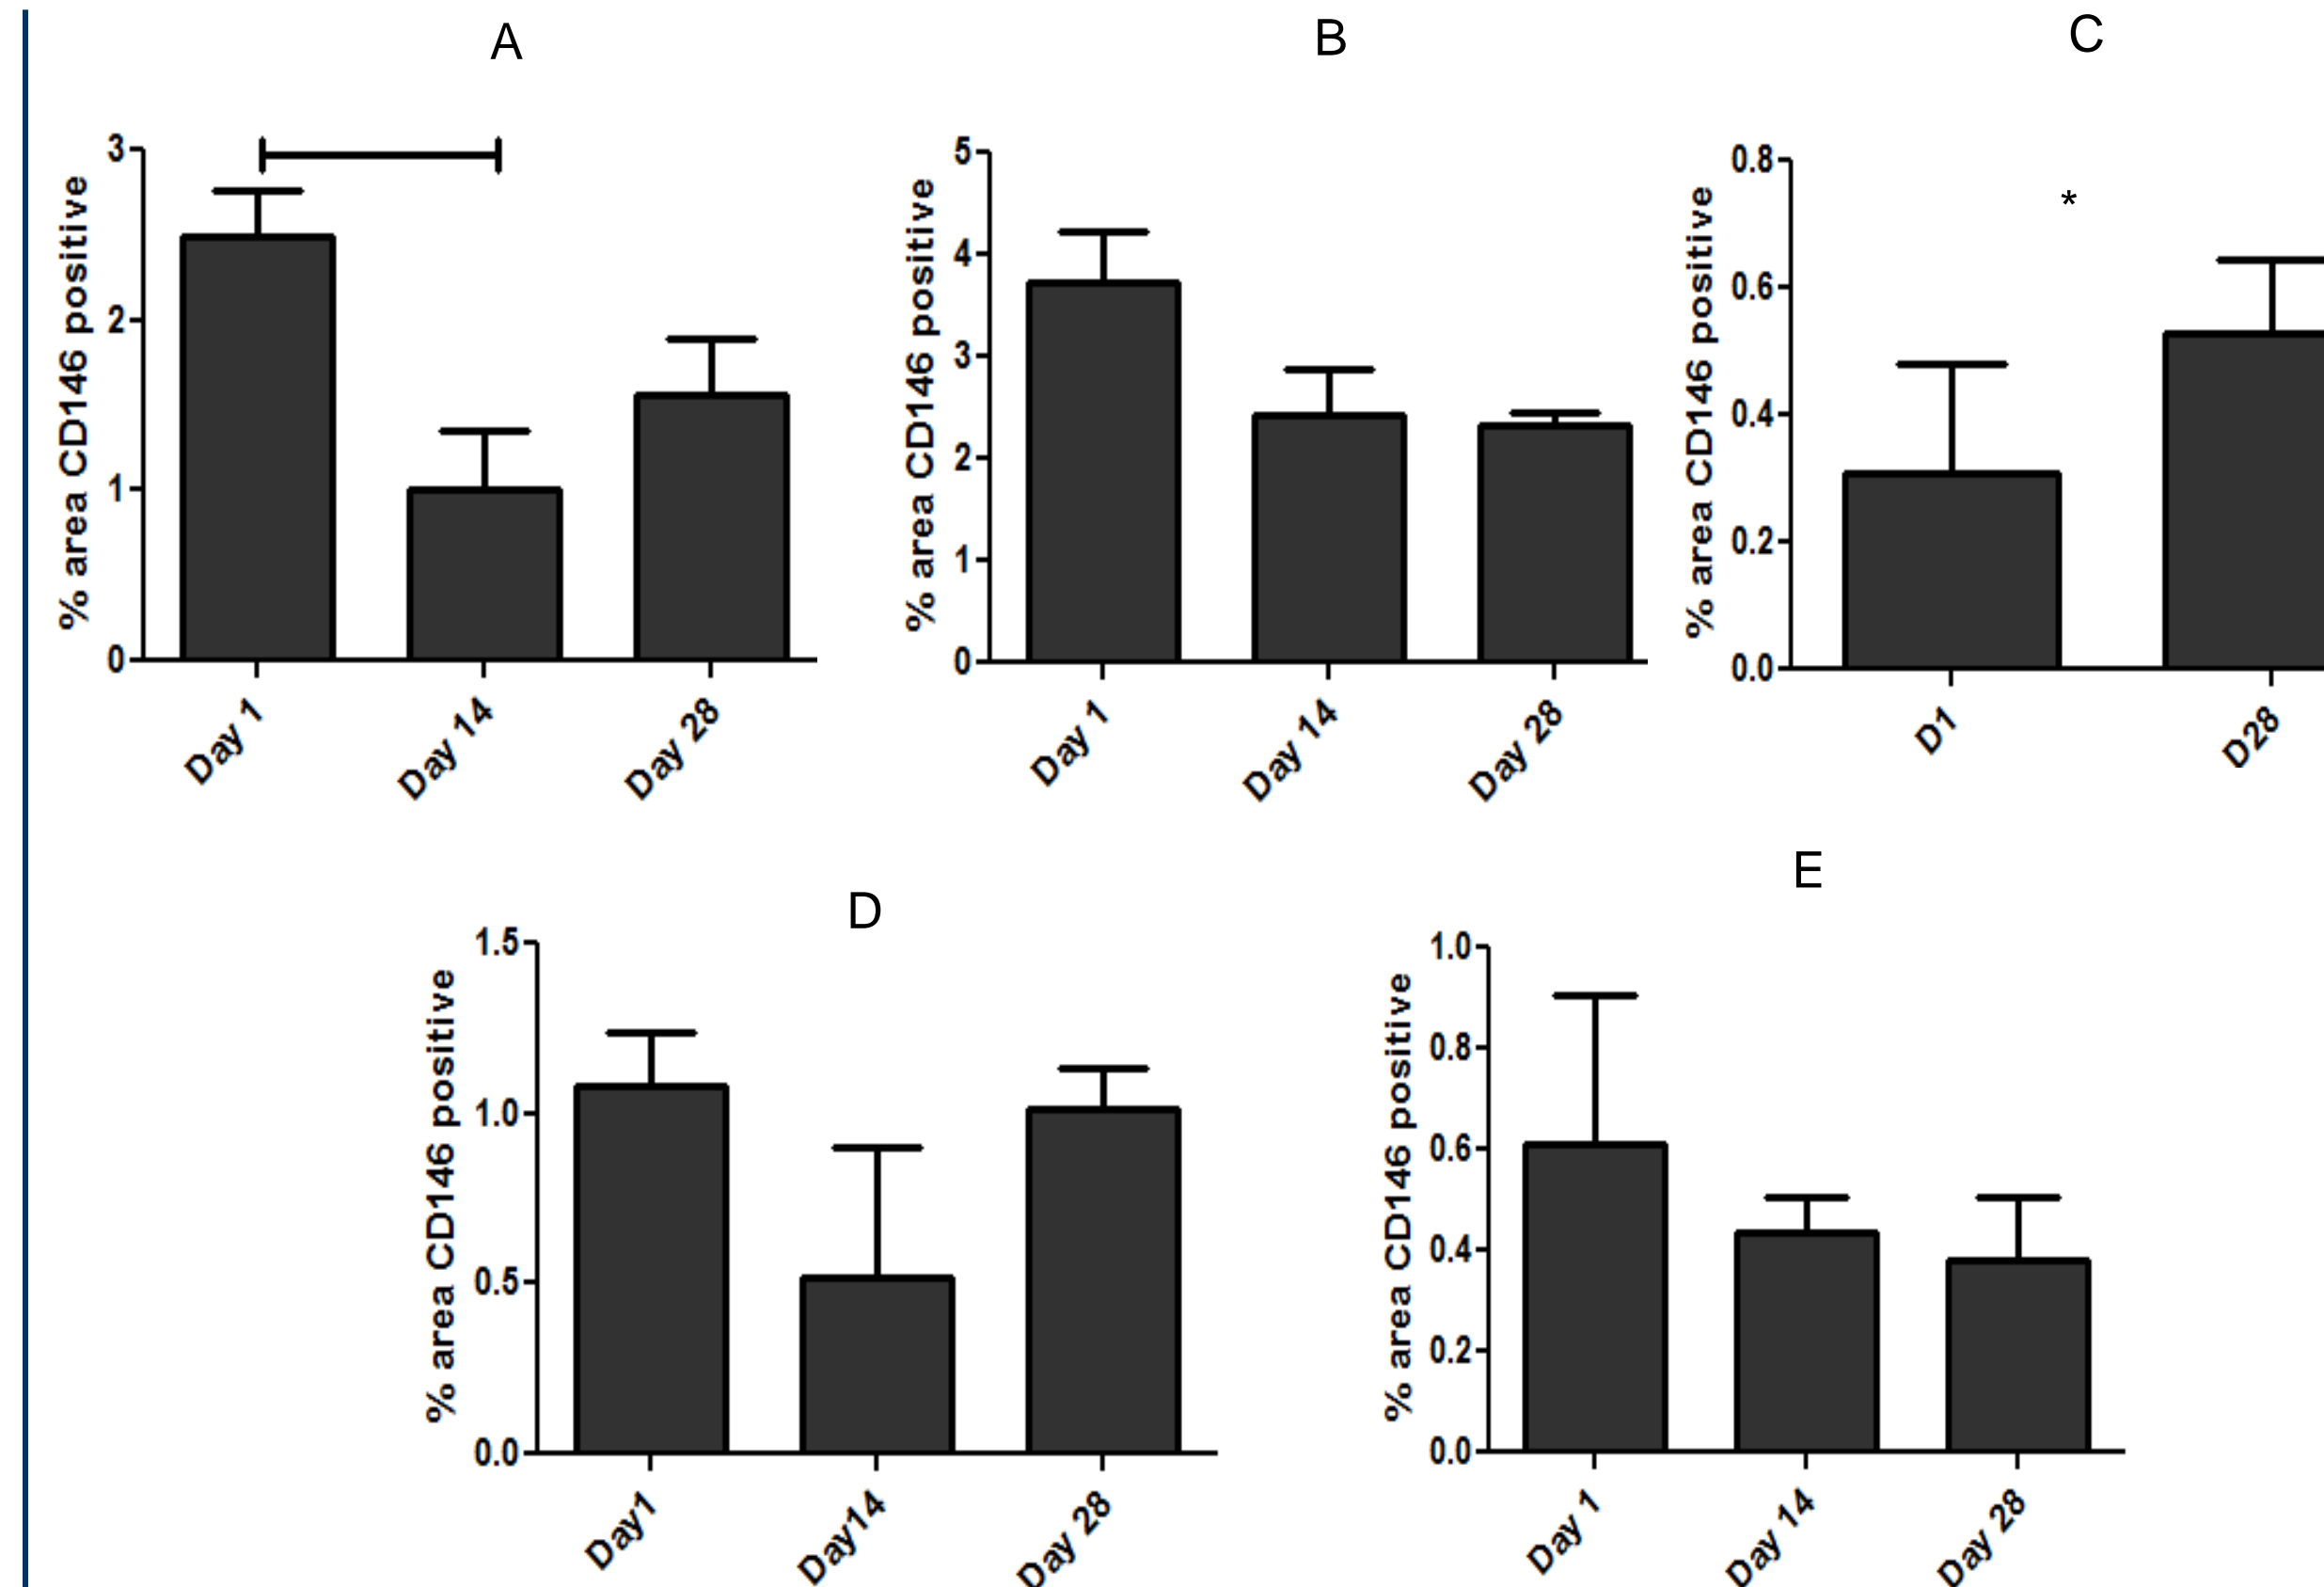 A
B
C
% area CD146 positive
3
2
1
0
Day 1
Day 14
Day 28
% area CD146 positive
5
4
3
2
1
0
Day 1
Day 14
Day 28
% area CD146 positive
0.8
0.6
0.4
0.2
0.0
*
D1
D28
D
E
% area CD146 positive
1.5
1.0
0.5
0.0
Day1
Day14
Day 28
% area CD146 positive
1.0
0.8
0.6
0.4
0.2
0.0
Day 1
Day 14
Day 28